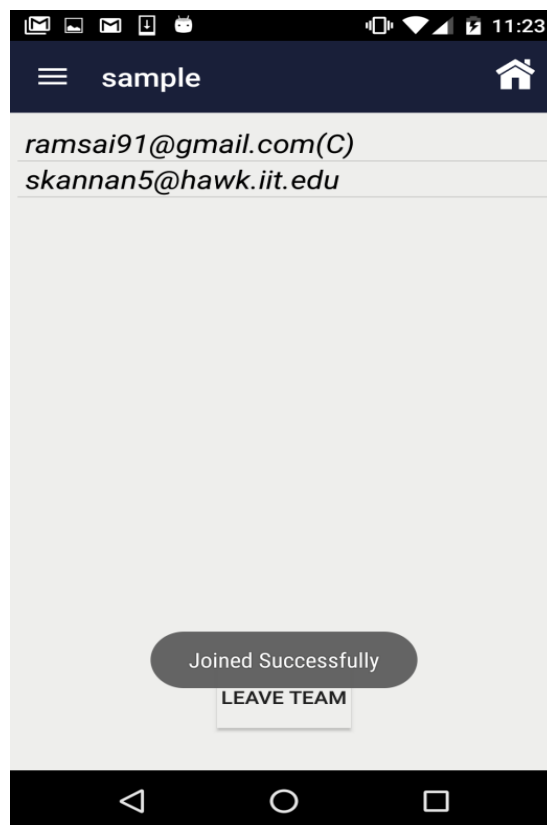 11:23
sample
ramsai91@gmail.com(C)
skannan5@hawk.iit.edu
Joined Successfully
LEAVE TEAM